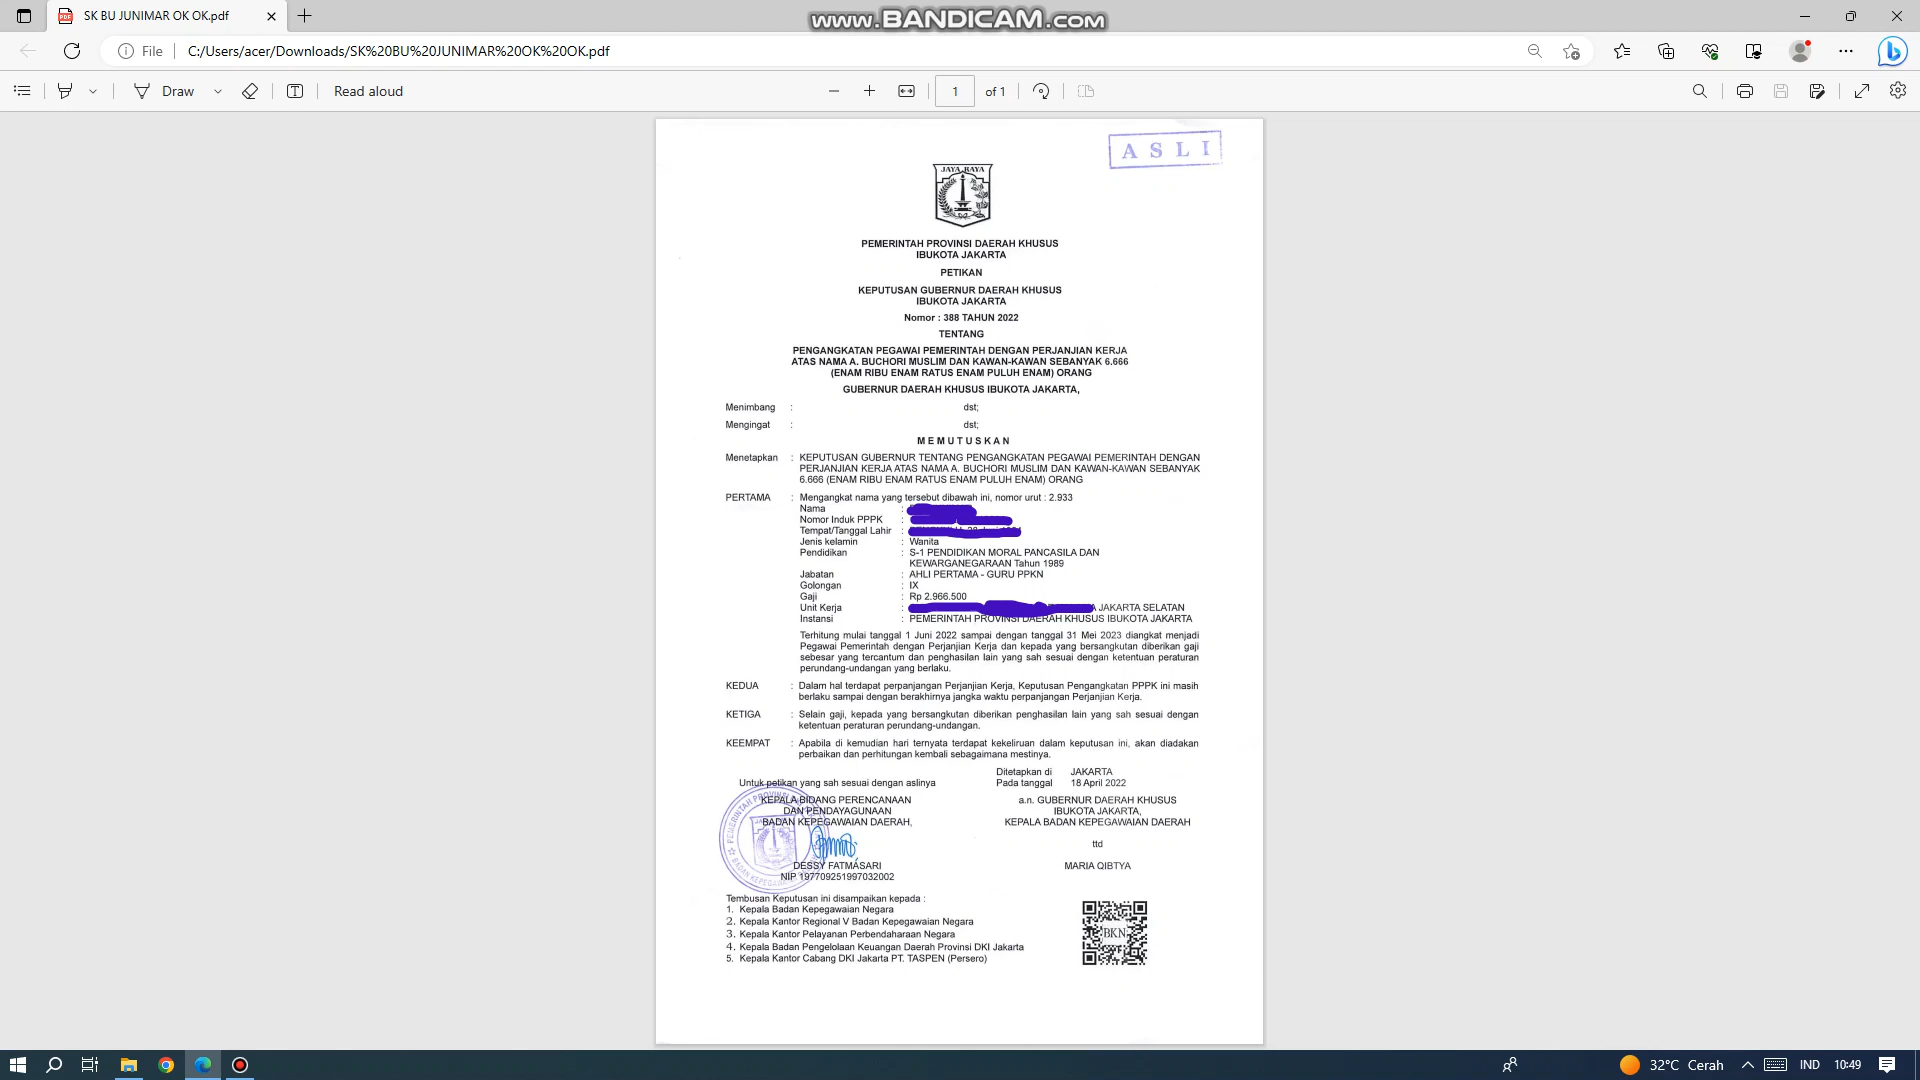 SK BU JUNIMAR OK OK.pdf
www.BANDICAM.com
File
C:/Users/acer/Downloads/SK%20BU%20JUNIMAR%20OK%20OK.pdf
Draw
Read aloud
1 of 1
ASLI
JAYA RAYA
PEMERINTAH PROVINSI DAERAH KHUSUS
IBUKOTA JAKARTA
PETIKAN
KEPUTUSAN GUBERNUR DAERAH KHUSUS
IBUKOTA JAKARTA
Nomor : 388 TAHUN 2022
TENTANG
PENGANGKATAN PEGAWAI PEMERINTAH DENGAN PERJANJIAN KERJA
ATAS NAMA A. BUCHORI MUSLIM DAN KAWAN-KAWAN SEBANYAK 6.666
(ENAM RIBU ENAM RATUS ENAM PULUH ENAM) ORANG
GUBERNUR DAERAH KHUSUS IBUKOTA JAKARTA,
Menimbang : dst;
Mengingat : dst;
M E M U T U S K A N
Menetapkan : KEPUTUSAN GUBERNUR TENTANG PENGANGKATAN PEGAWAI PEMERINTAH DENGAN
PERJANJIAN KERJA ATAS NAMA A. BUCHORI MUSLIM DAN KAWAN-KAWAN SEBANYAK
6.666 (ENAM RIBU ENAM RATUS ENAM PULUH ENAM) ORANG
PERTAMA : Mengangkat nama yang tersebut dibawah ini, nomor urut : 2.933
Nama :
Nomor Induk PPPK :
Tempat/Tanggal Lahir :
Jenis kelamin : Wanita
Pendidikan : S-1 PENDIDIKAN MORAL PANCASILA DAN
KEWARGANEGARAAN Tahun 1989
Jabatan : AHLI PERTAMA - GURU PPKN
Golongan : IX
Gaji : Rp 2.966.500
Unit Kerja : JAKARTA SELATAN
Instansi : PEMERINTAH PROVINSI DAERAH KHUSUS IBUKOTA JAKARTA
Terhitung mulai tanggal 1 Juni 2022 sampai dengan tanggal 31 Mei 2023 diangkat menjadi
Pegawai Pemerintah dengan Perjanjian Kerja dan kepada yang bersangkutan diberikan gaji
sebesar yang tercantum dan penghasilan lain yang sah sesuai dengan ketentuan peraturan
perundang-undangan yang berlaku.
KEDUA : Dalam hal terdapat perpanjangan Perjanjian Kerja, Keputusan Pengangkatan PPPK ini masih
berlaku sampai dengan berakhirnya jangka waktu perpanjangan Perjanjian Kerja.
KETIGA : Selain gaji, kepada yang bersangkutan diberikan penghasilan lain yang sah sesuai dengan
ketentuan peraturan perundang-undangan.
KEEMPAT : Apabila di kemudian hari ternyata terdapat kekeliruan dalam keputusan ini, akan diadakan
perbaikan dan perhitungan kembali sebagaimana mestinya.
Ditetapkan di JAKARTA
Pada tanggal 18 April 2022
Untuk petikan yang sah sesuai dengan aslinya
KEPALA BIDANG PERENCANAAN
DAN PENDAYAGUNAAN
BADAN KEPEGAWAIAN DAERAH,
DESSY FATMASARI
NIP 197709251997032002
a.n. GUBERNUR DAERAH KHUSUS
IBUKOTA JAKARTA,
KEPALA BADAN KEPEGAWAIAN DAERAH
ttd
MARIA QIBTYA
Tembusan Keputusan ini disampaikan kepada :
1. Kepala Badan Kepegawaian Negara
2. Kepala Kantor Regional V Badan Kepegawaian Negara
3. Kepala Kantor Pelayanan Perbendaharaan Negara
4. Kepala Badan Pengelolaan Keuangan Daerah Provinsi DKI Jakarta
5. Kepala Kantor Cabang DKI Jakarta PT. TASPEN (Persero)
BKN
32°C Cerah
IND
10:49